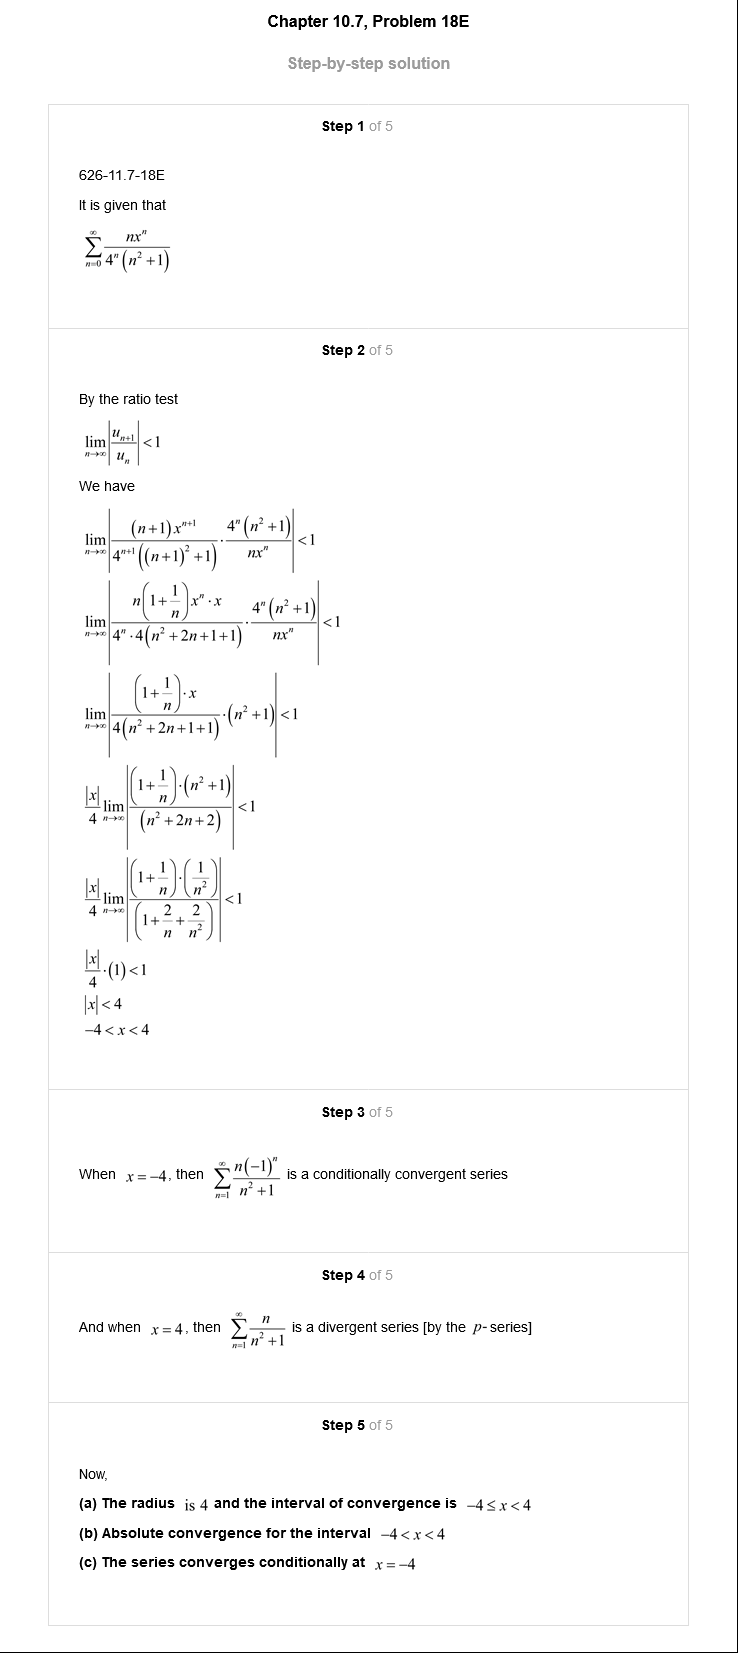 Chapter 10.7, Problem 18E
Step-by-step solution
Step 1 of 5
626-11.7-18E
It is given that
$\sum_{n=0}^{\infty} \frac{nx^n}{4^n(n^2+1)}$
Step 2 of 5
By the ratio test
$\lim_{n\to\infty} \left|\frac{u_{n+1}}{u_n}\right| < 1$
We have
$\lim_{n\to\infty} \left|\frac{(n+1)x^{n+1}}{4^{n+1}((n+1)^2+1)} \cdot \frac{4^n(n^2+1)}{nx^n}\right| < 1$
$\lim_{n\to\infty} \left|\frac{n\left(1+\frac{1}{n}\right)x^n \cdot x}{4^n \cdot 4(n^2+2n+1+1)} \cdot \frac{4^n(n^2+1)}{nx^n}\right| < 1$
$\lim_{n\to\infty} \left|\frac{\left(1+\frac{1}{n}\right) \cdot x}{4(n^2+2n+1+1)} \cdot (n^2+1)\right| < 1$
$\frac{|x|}{4} \lim_{n\to\infty} \left|\frac{\left(1+\frac{1}{n}\right) \cdot (n^2+1)}{(n^2+2n+2)}\right| < 1$
$\frac{|x|}{4} \lim_{n\to\infty} \left|\frac{\left(1+\frac{1}{n}\right) \cdot \left(\frac{1}{n^2}\right)}{\left(1+\frac{2}{n}+\frac{2}{n^2}\right)}\right| < 1$
$\frac{|x|}{4} \cdot (1) < 1$
$|x| < 4$
$-4 < x < 4$
Step 3 of 5
When $x = -4$, then $\sum_{n=1}^{\infty} \frac{n(-1)^n}{n^2+1}$ is a conditionally convergent series
Step 4 of 5
And when $x = 4$, then $\sum_{n=1}^{\infty} \frac{n}{n^2+1}$ is a divergent series [by the $p$- series]
Step 5 of 5
Now,
(a) The radius is 4 and the interval of convergence is $-4 \le x < 4$
(b) Absolute convergence for the interval $-4 < x < 4$
(c) The series converges conditionally at $x = -4$